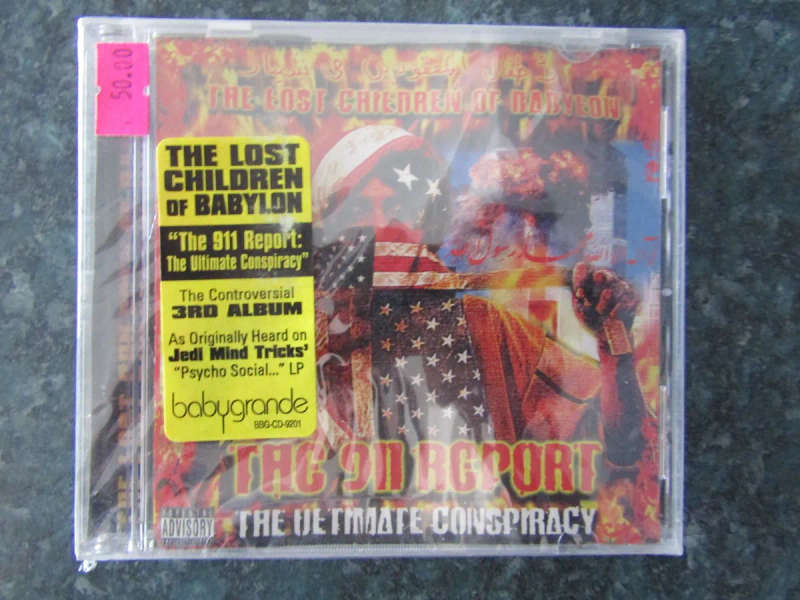 50.00
THE LOST CHILDREN OF BABYLON
THE LOST
CHILDREN
OF BABYLON
"The 911 Report:
The Ultimate Conspiracy"
The Controversial
3RD ALBUM
As Originally Heard on
Jedi Mind Tricks'
"Psycho Social..." LP
babygrande
BBG-CD-9201
THE 911 REPORT
THE ULTIMATE CONSPIRACY
PARENTAL
ADVISORY